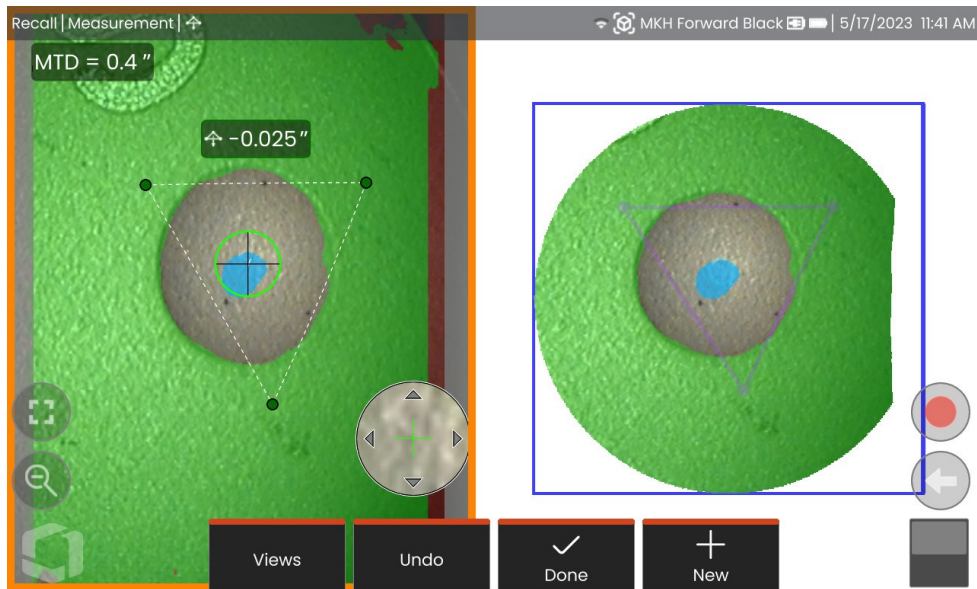 Recall | Measurement |
MKH Forward Black | 5/17/2023 11:41 AM
MTD = 0.4 ″
-0.025″
Views
Undo
Done
New